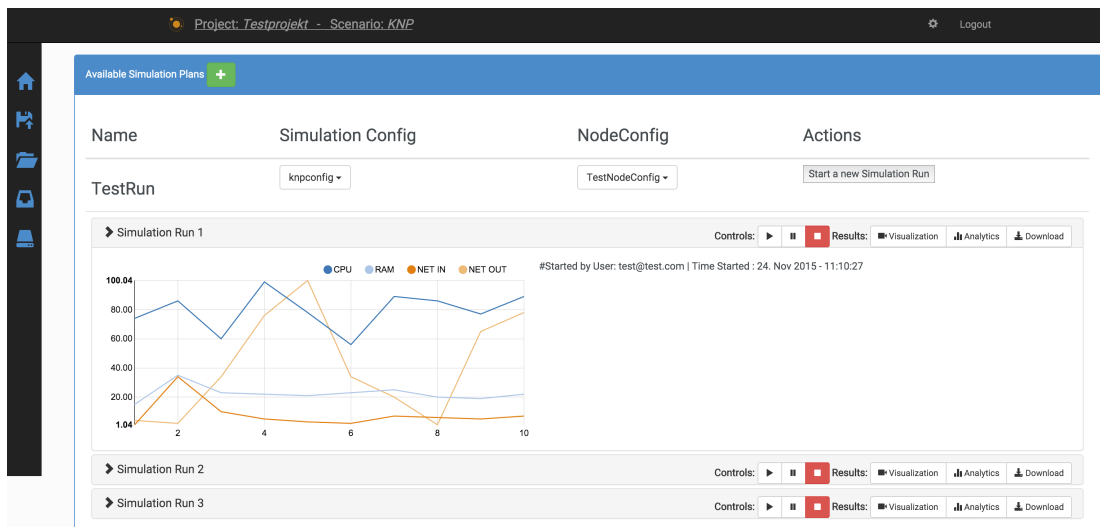 Project: Testprojekt - Scenario: KNP
Logout
Available Simulation Plans
Name Simulation Config NodeConfig Actions
TestRun knpconfig TestNodeConfig Start a new Simulation Run
Simulation Run 1 Controls: Results: Visualization Analytics Download
CPU RAM NET IN NET OUT
#Started by User: test@test.com | Time Started : 24. Nov 2015 - 11:10:27
100.04
80.00
60.00
40.00
20.00
1.04
2 4 6 8 10
Simulation Run 2 Controls: Results: Visualization Analytics Download
Simulation Run 3 Controls: Results: Visualization Analytics Download